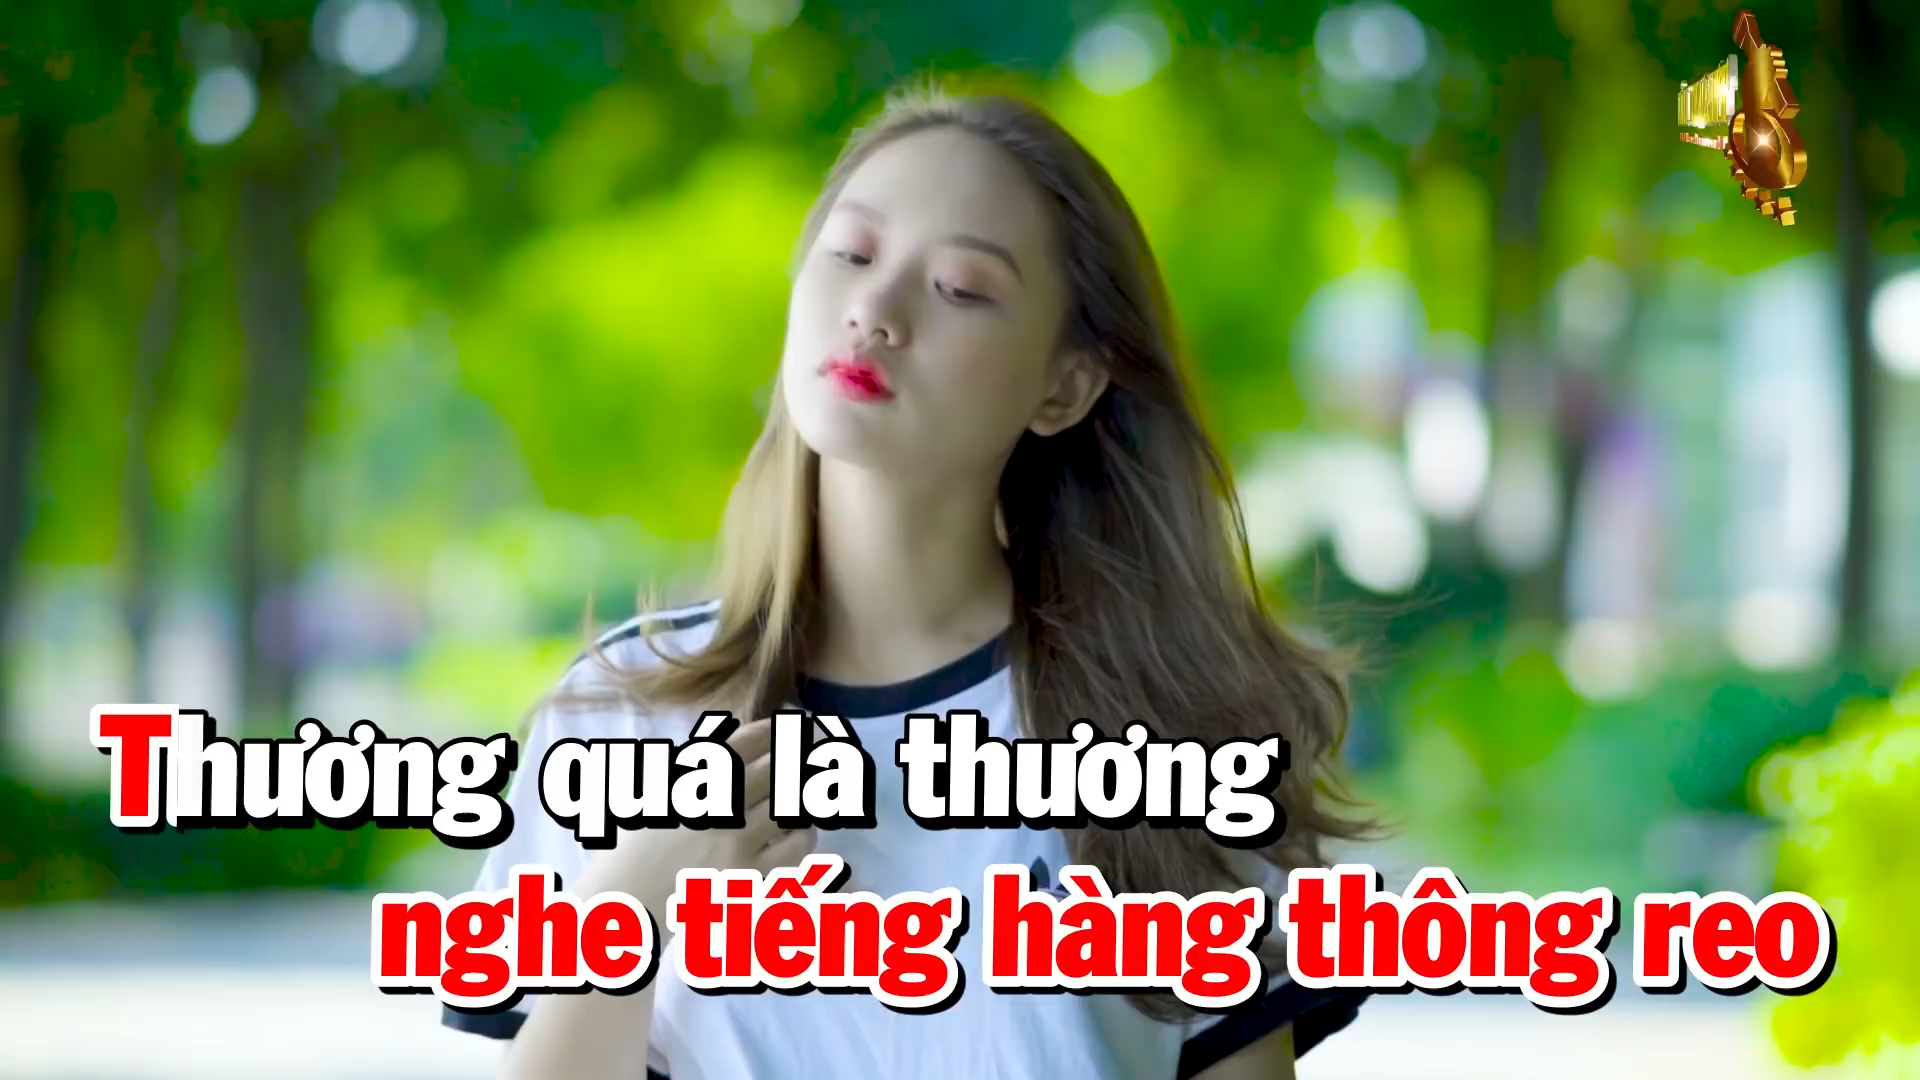 Thương quá là thương
nghe tiếng hàng thông reo